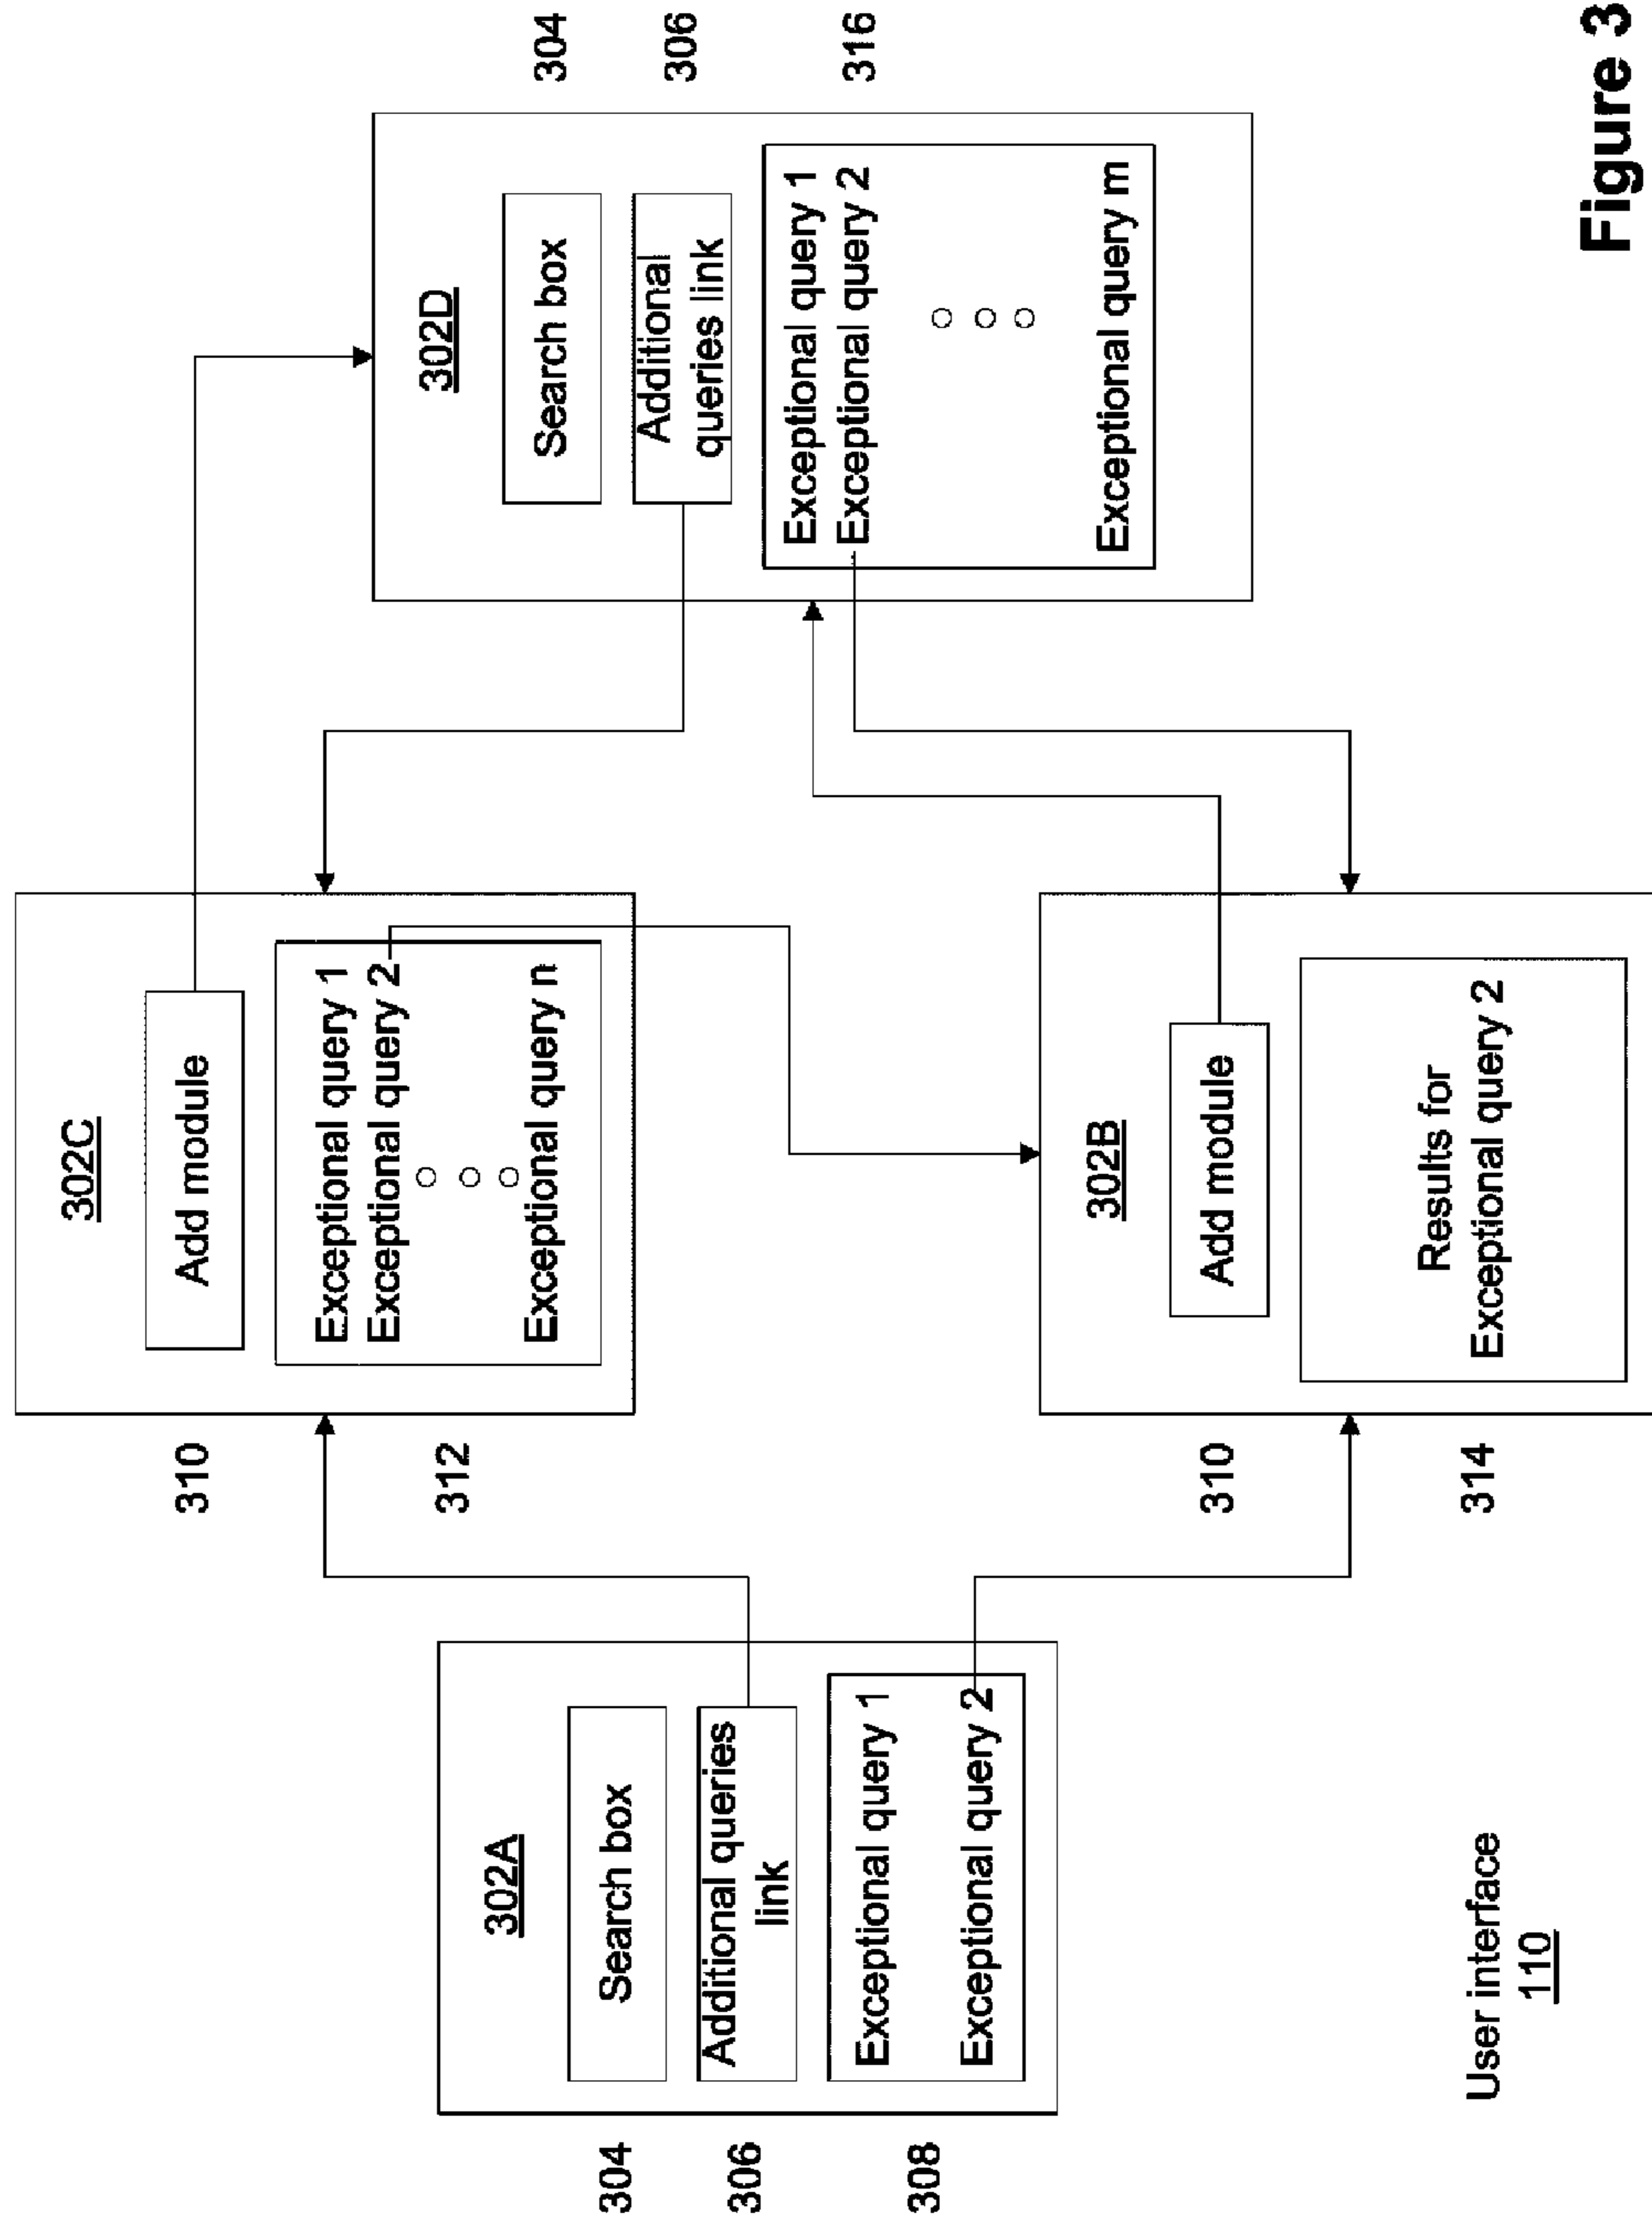 302C
310
Add module
312
Exceptional query 1
Exceptional query 2
Exceptional query n
302D
Search box
304
Additional
queries link
306
Exceptional query 1
Exceptional query 2
316
Exceptional query m
302A
304
Search box
306
Additional queries
link
308
Exceptional query 1
Exceptional query 2
302B
310
Add module
314
Results for
Exceptional query 2
User interface
110
Figure 3